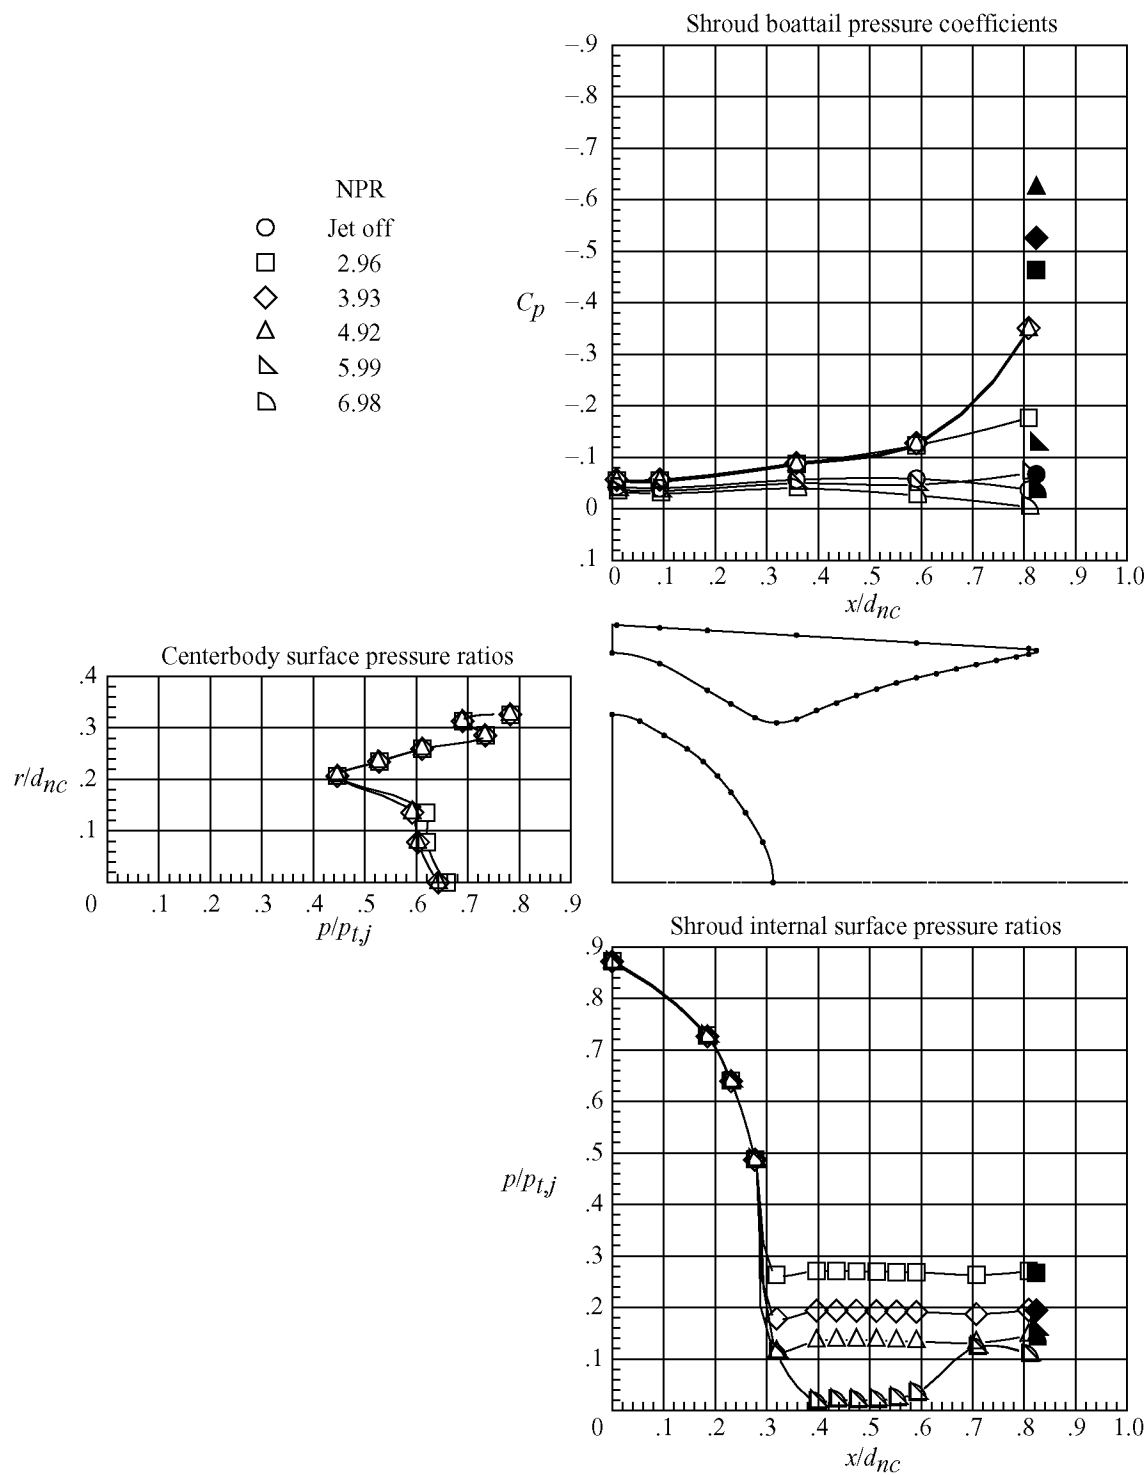 Shroud boattail pressure coefficients
–.9
–.8
–.7
–.6
–.5
–.4
–.3
–.2
–.1
0
.1
C_p
0 .1 .2 .3 .4 .5 .6 .7 .8 .9 1.0
x/d_nc
NPR
Jet off
2.96
3.93
4.92
5.99
6.98
Centerbody surface pressure ratios
.4
.3
.2
.1
r/d_nc
0 .1 .2 .3 .4 .5 .6 .7 .8 .9
p/p_t,j
Shroud internal surface pressure ratios
.9
.8
.7
.6
.5
.4
.3
.2
.1
p/p_t,j
0 .1 .2 .3 .4 .5 .6 .7 .8 .9 1.0
x/d_nc